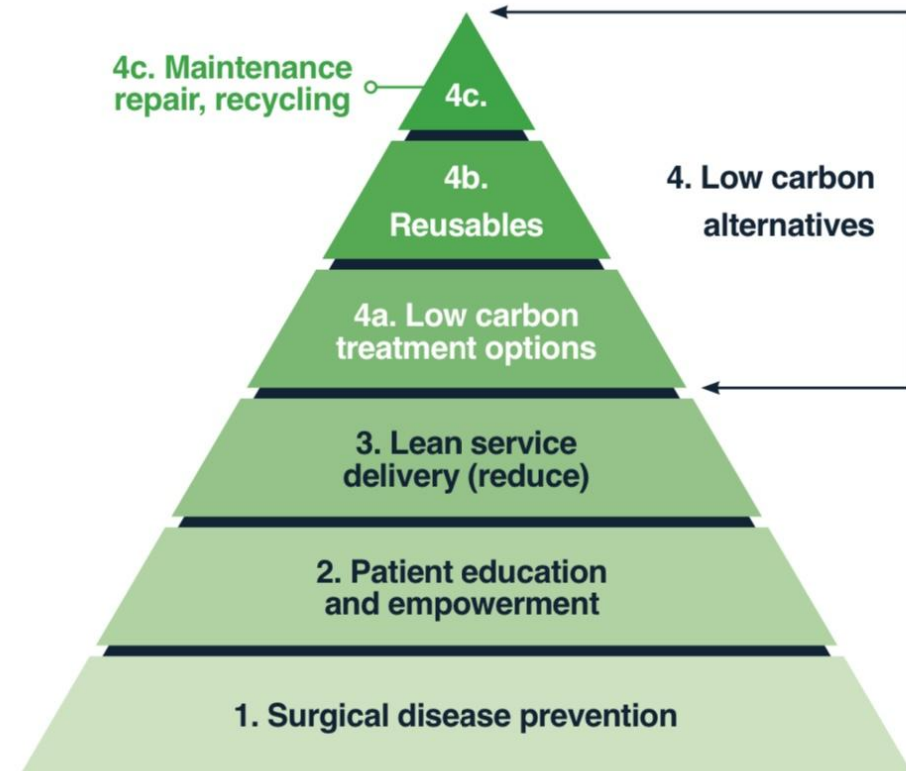 4c. Maintenance
repair, recycling
4c.
4b.
Reusables
4. Low carbon
alternatives
4a. Low carbon
treatment options
3. Lean service
delivery (reduce)
2. Patient education
and empowerment
1. Surgical disease prevention